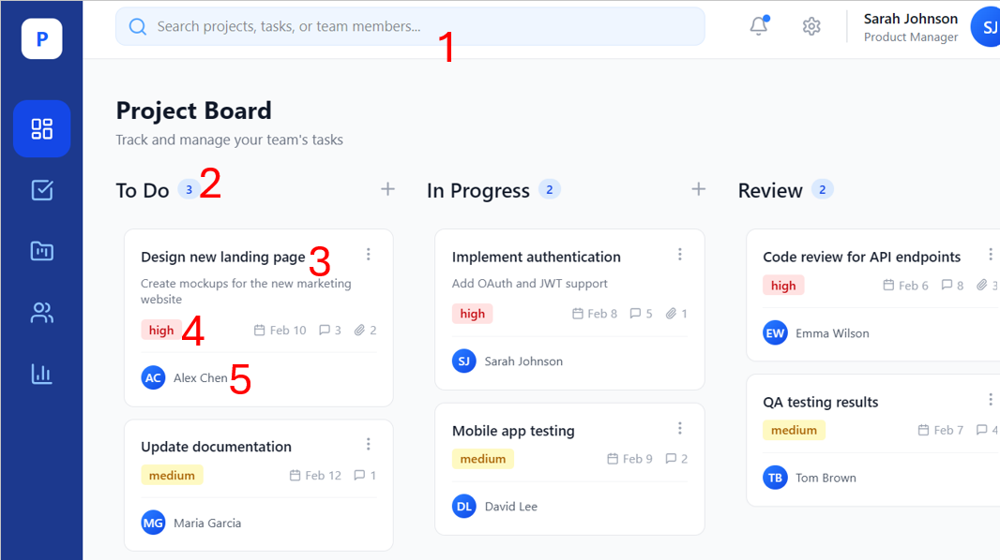 P
Search projects, tasks, or team members...
1
Sarah Johnson
Product Manager
SJ
Project Board
Track and manage your team's tasks
To Do 3 2
Design new landing page 3
Create mockups for the new marketing
website
high 4 Feb 10 3 2
AC Alex Chen 5
Update documentation
medium Feb 12 1
MG Maria Garcia
In Progress 2
Implement authentication
Add OAuth and JWT support
high Feb 8 5 1
SJ Sarah Johnson
Mobile app testing
medium Feb 9 2
DL David Lee
Review 2
Code review for API endpoints
high Feb 6 8 3
EW Emma Wilson
QA testing results
medium Feb 7 4
TB Tom Brown